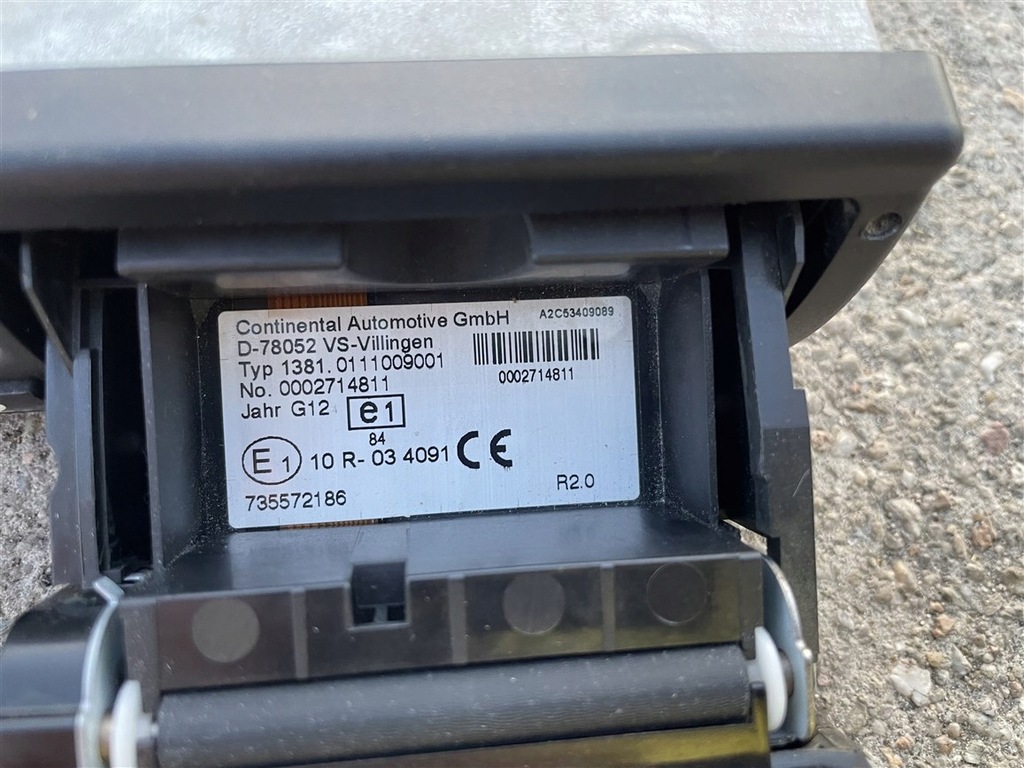 Continental Automotive GmbH A2C53409089
D-78052 VS-Villingen
Typ 1381.0111009001
No. 0002714811 0002714811
Jahr G12 e1
84
E1 10 R-03 4091 CE
735572186 R2.0